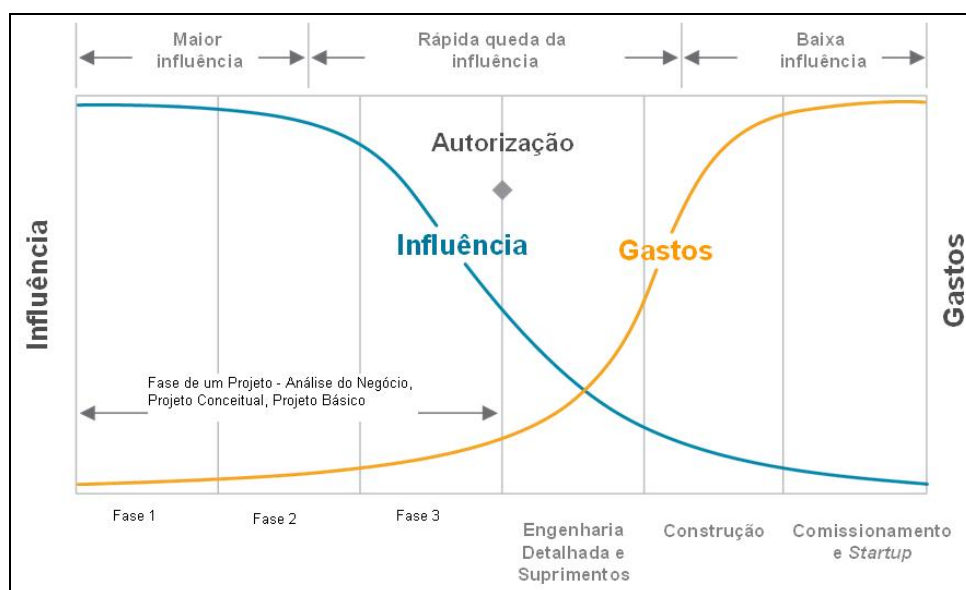 Maior
influência
Rápida queda da
influência
Baixa
influência
Autorização
Influência
Gastos
Influência
Gastos
Fase de um Projeto - Análise do Negócio,
Projeto Conceitual, Projeto Básico
Fase 1
Fase 2
Fase 3
Engenharia
Detalhada e
Suprimentos
Construção
Comissionamento
e Startup